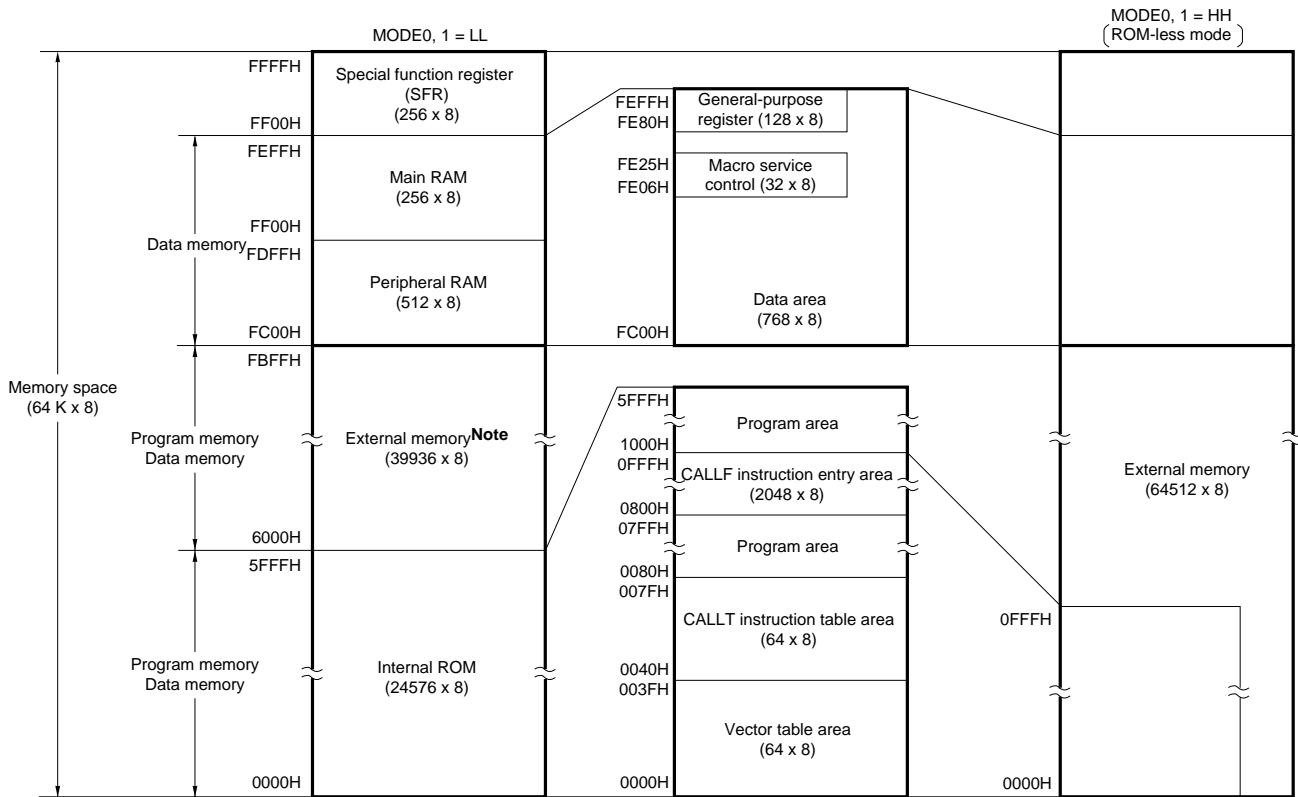 MODE0, 1 = LL
MODE0, 1 = HH
(ROM-less mode)
Memory space
(64 K x 8)
Data memory
Program memory
Data memory
Program memory
Data memory
FFFFH
FF00H
FEFFH
FF00H
FDFFH
FC00H
FBFFH
6000H
5FFFH
0000H
Special function register
(SFR)
(256 x 8)
Main RAM
(256 x 8)
Peripheral RAM
(512 x 8)
External memoryNote
(39936 x 8)
Internal ROM
(24576 x 8)
FEFFH
FE80H
FE25H
FE06H
FC00H
General-purpose
register (128 x 8)
Macro service
control (32 x 8)
Data area
(768 x 8)
5FFFH
1000H
0FFFH
0800H
07FFH
0080H
007FH
0040H
003FH
0000H
Program area
CALLF instruction entry area
(2048 x 8)
Program area
CALLT instruction table area
(64 x 8)
Vector table area
(64 x 8)
0FFFH
0000H
External memory
(64512 x 8)